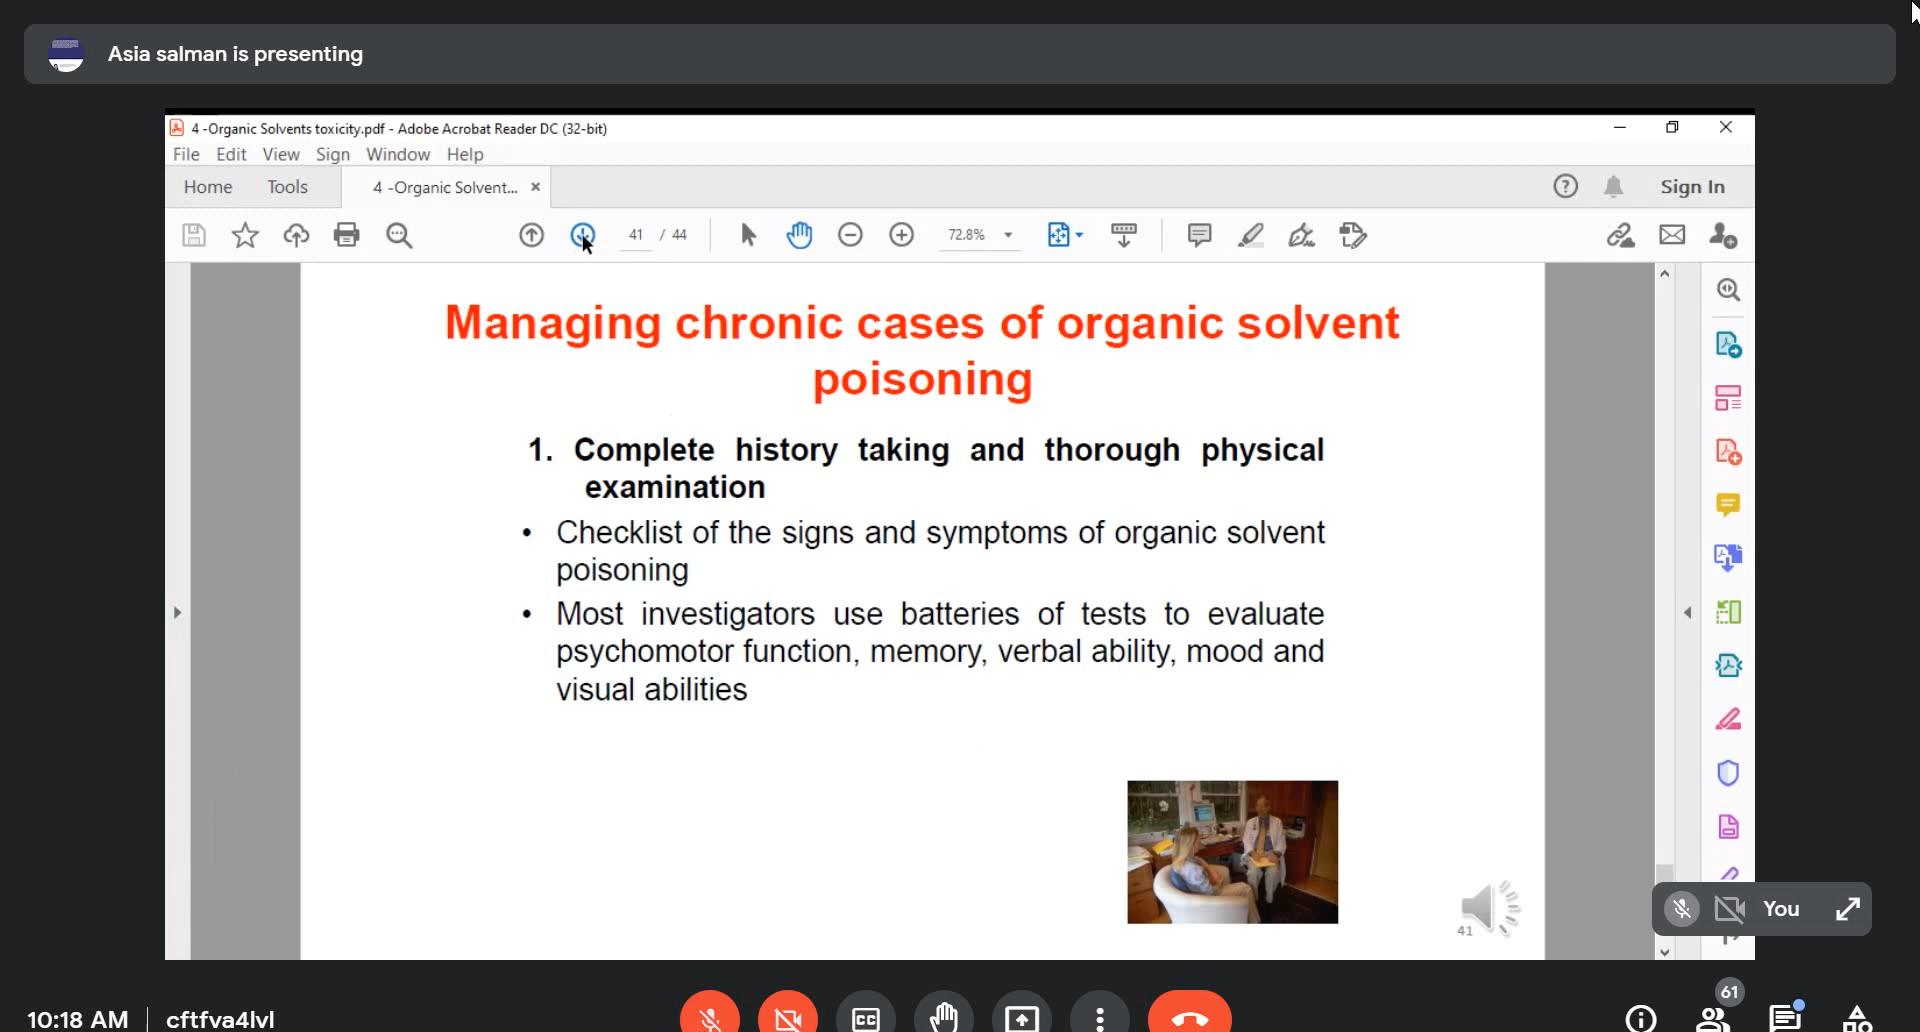 Asia salman is presenting
4 -Organic Solvents toxicity.pdf - Adobe Acrobat Reader DC (32-bit)
File Edit View Sign Window Help
Home Tools 4 -Organic Solvent... Sign In
41 / 44 72.8%
Managing chronic cases of organic solvent
poisoning
1. Complete history taking and thorough physical
examination
• Checklist of the signs and symptoms of organic solvent
poisoning
• Most investigators use batteries of tests to evaluate
psychomotor function, memory, verbal ability, mood and
visual abilities
41
You
61
10:18 AM cftfva4lvl
CC